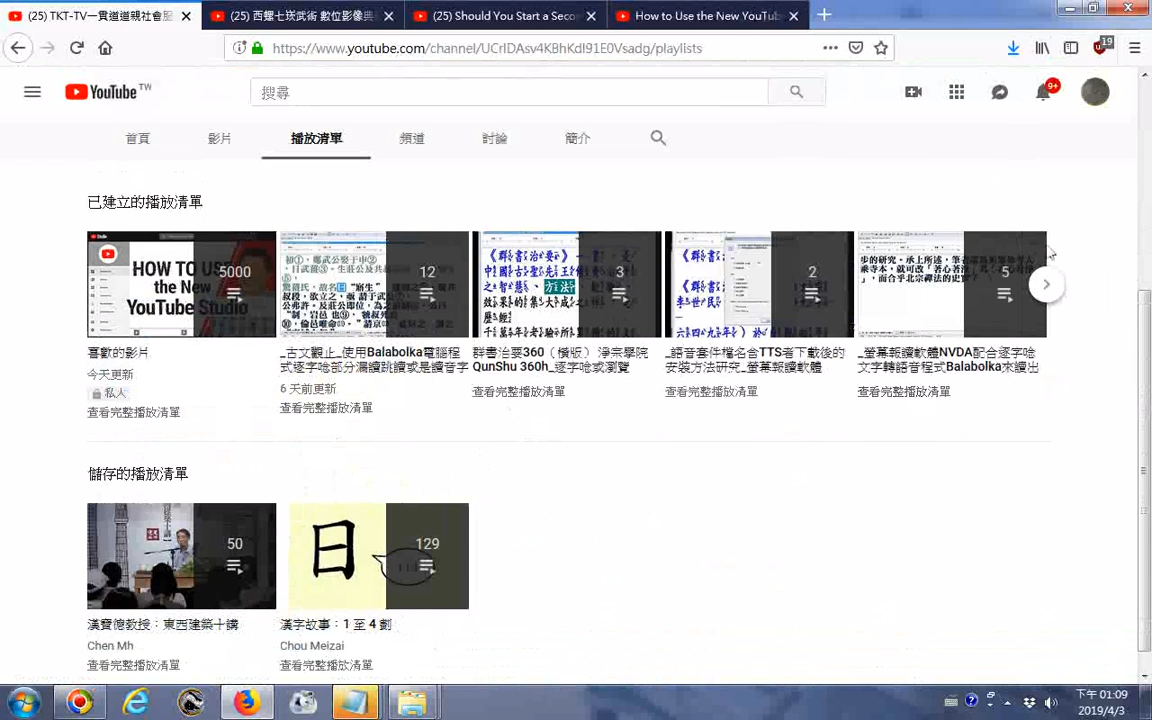 (25) TKT-TV一貫道道親社會服
(25) 西螺七崁武術 數位影像典
(25) Should You Start a Seco
How to Use the New YouTub
https://www.youtube.com/channel/UCrIDAsv4KBhKdI91E0Vsadg/playlists
19
YouTube TW
搜尋
9+
首頁
影片
播放清單
頻道
討論
簡介
已建立的播放清單
HOW TO USE
the New
YouTube Studio
5000
12
3
2
5
喜歡的影片
今天更新
私人
查看完整播放清單
_古文觀止_使用Balabolka電腦程
式逐字唸部分漏讀跳讀或是讀音字
6 天前更新
查看完整播放清單
群書治要360（橫版） 淨宗學院
QunShu 360h_逐字唸或瀏覽
查看完整播放清單
_語音套件檔名含TTS者下載後的
安裝方法研究_螢幕報讀軟體
查看完整播放清單
_螢幕報讀軟體NVDA配合逐字唸
文字轉語音程式Balabolka來讀出
查看完整播放清單
儲存的播放清單
50
日
129
漢寶德教授：東西建築十講
Chen Mh
查看完整播放清單
漢字故事：1 至 4 劃
Chou Meizai
查看完整播放清單
下午 01:09
2019/4/3